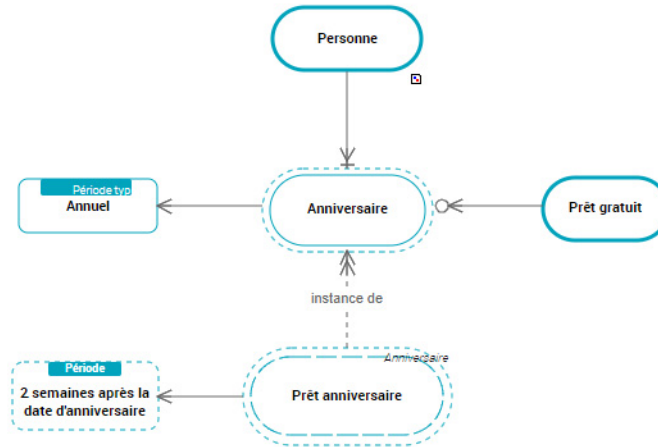 Personne
Période typ
Annuel
Anniversaire
Prêt gratuit
instance de
Anniversaire
Période
2 semaines après la
date d'anniversaire
Prêt anniversaire